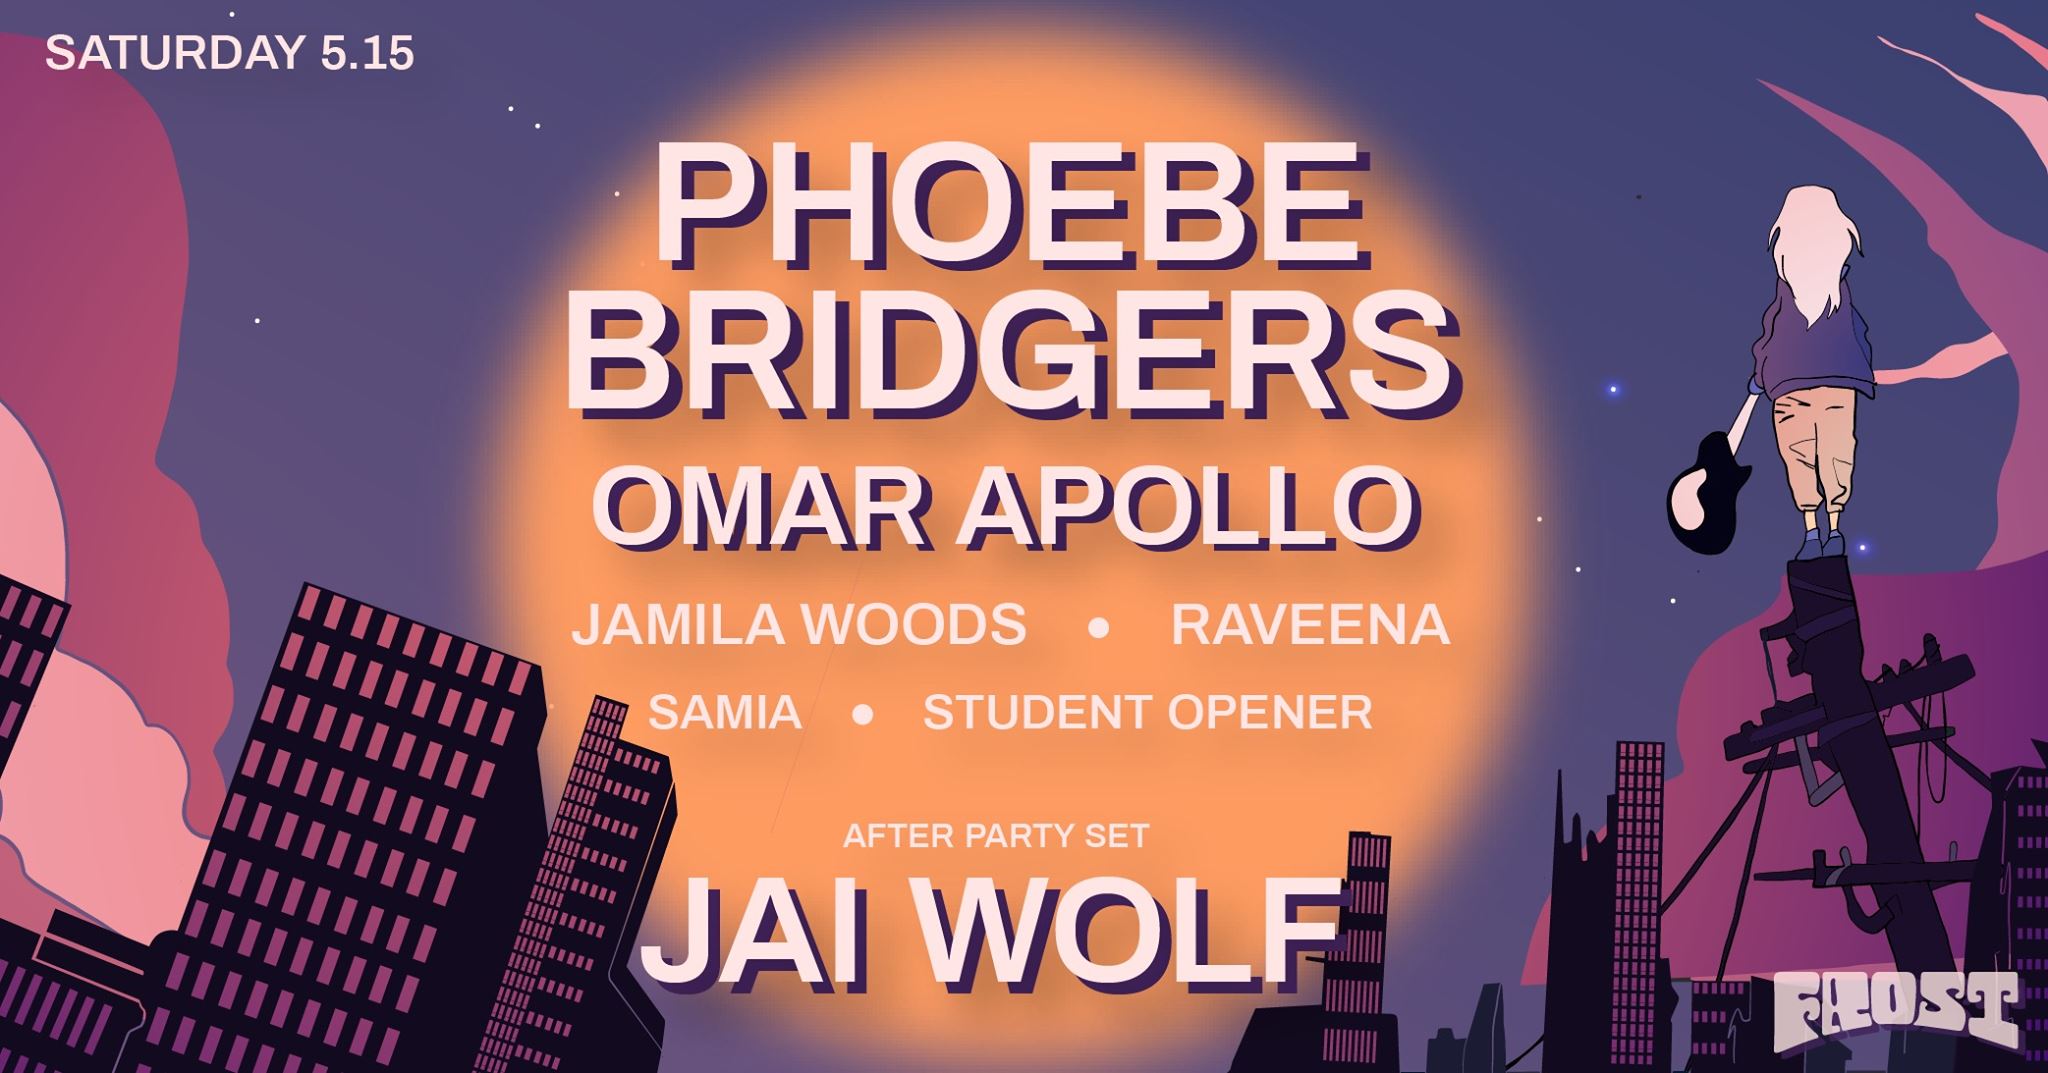 SATURDAY 5.15
PHOEBE
BRIDGERS
OMAR APOLLO
JAMILA WOODS • RAVEENA
SAMIA • STUDENT OPENER
AFTER PARTY SET
JAI WOLF
FROST